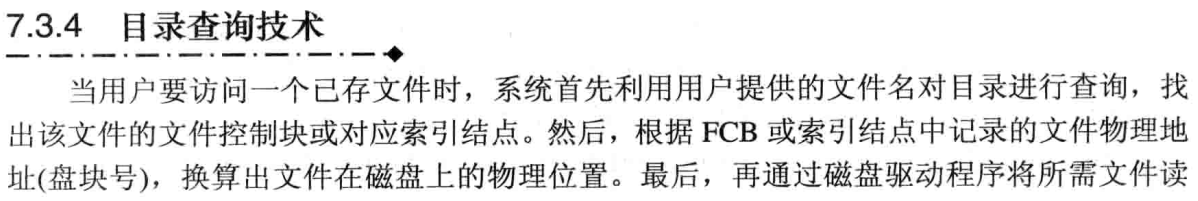 7.3.4 目录查询技术
当用户要访问一个已存文件时，系统首先利用用户提供的文件名对目录进行查询，找
出该文件的文件控制块或对应索引结点。然后，根据 FCB 或索引结点中记录的文件物理地
址(盘块号)，换算出文件在磁盘上的物理位置。最后，再通过磁盘驱动程序将所需文件读